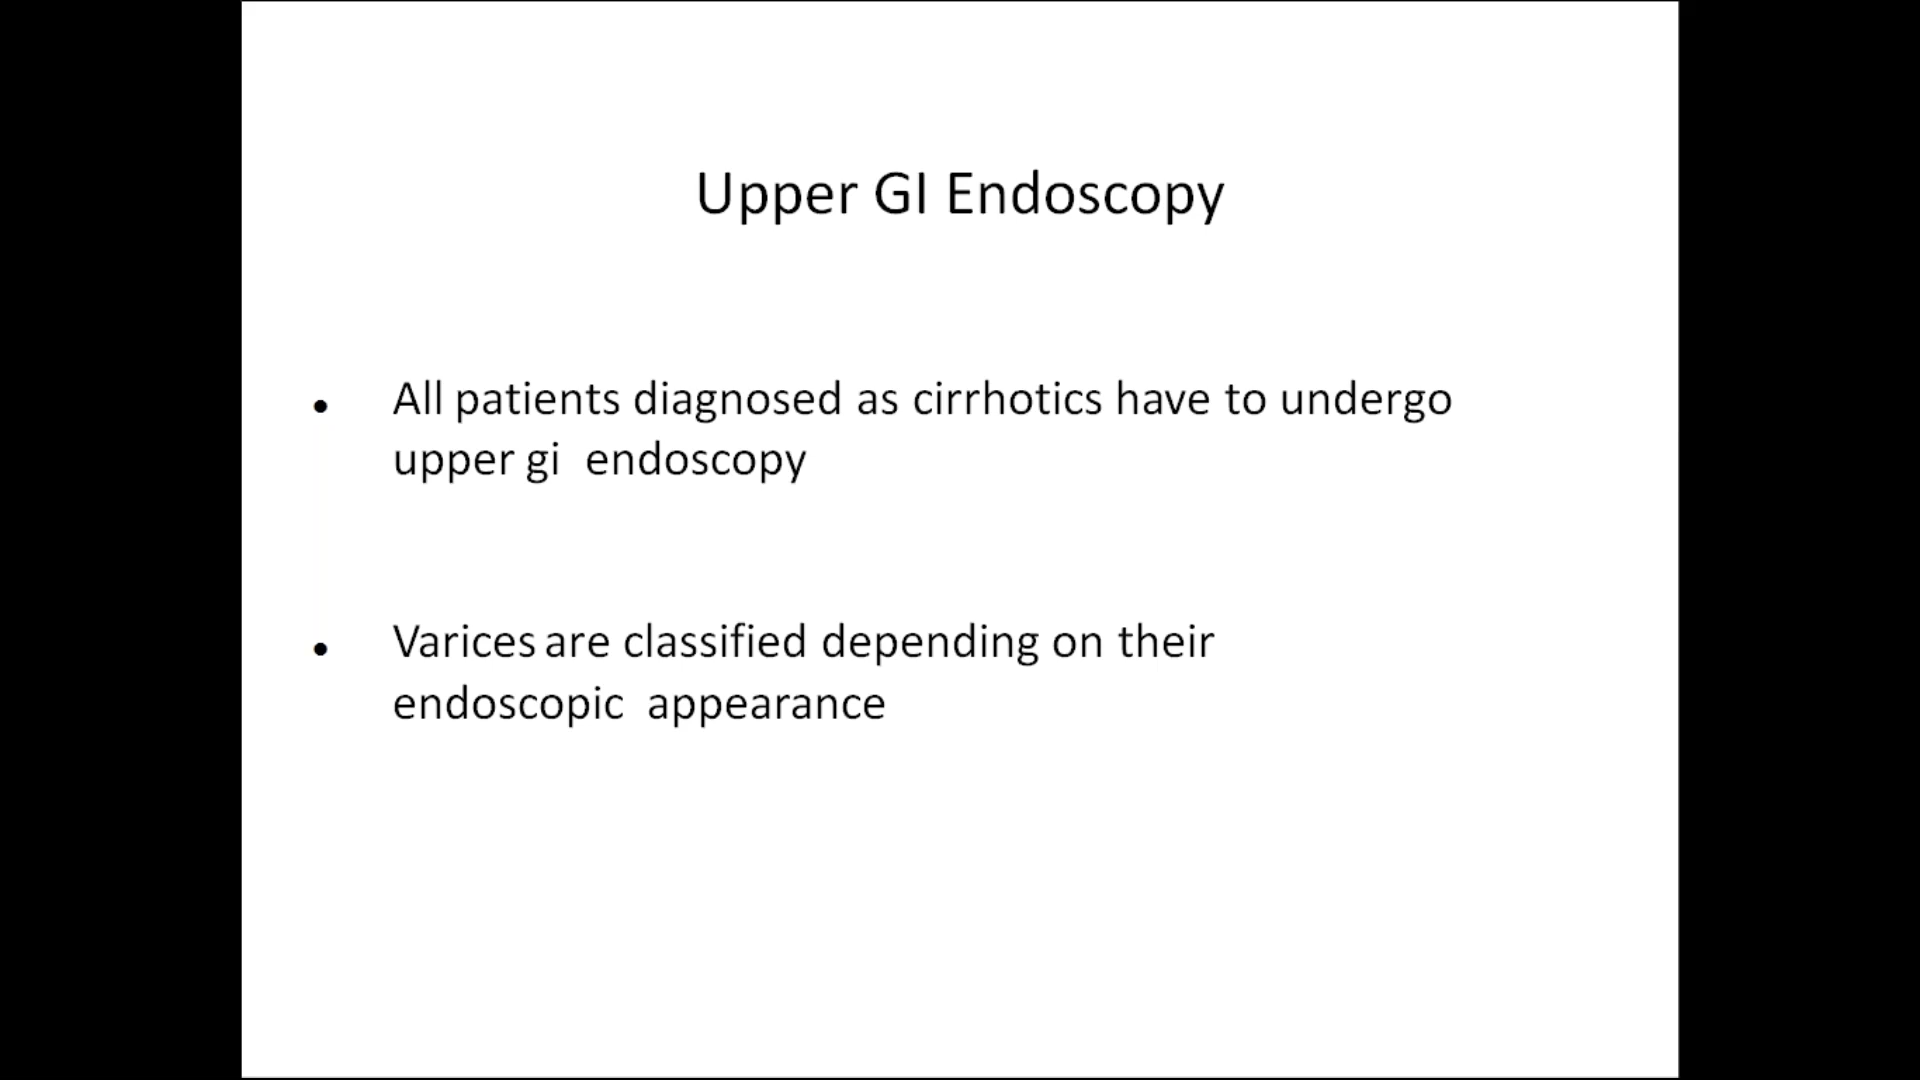 Upper GI Endoscopy
• All patients diagnosed as cirrhotics have to undergo
upper gi  endoscopy
• Varices are classified depending on their
endoscopic  appearance